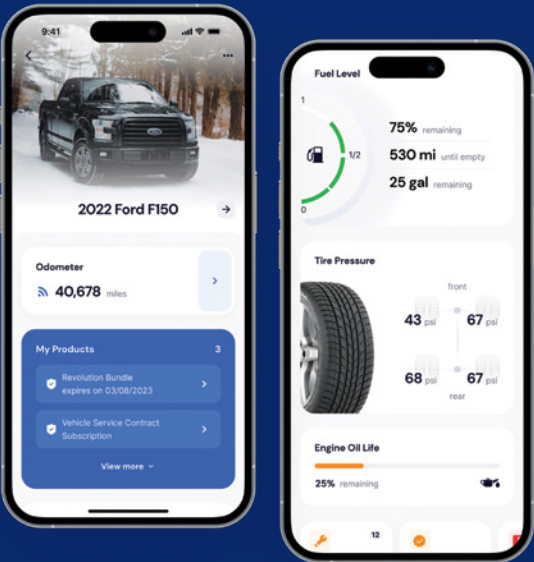 9:41
Ford
2022 Ford F150
Odometer
40,678 miles
My Products 3
Revolution Bundle
expires on 03/08/2023
Vehicle Service Contract
Subscription
View more
Fuel Level
1
1/2
0
75% remaining
530 mi until empty
25 gal remaining
Tire Pressure
front
43 psi 67 psi
68 psi 67 psi
rear
Engine Oil Life
25% remaining
12